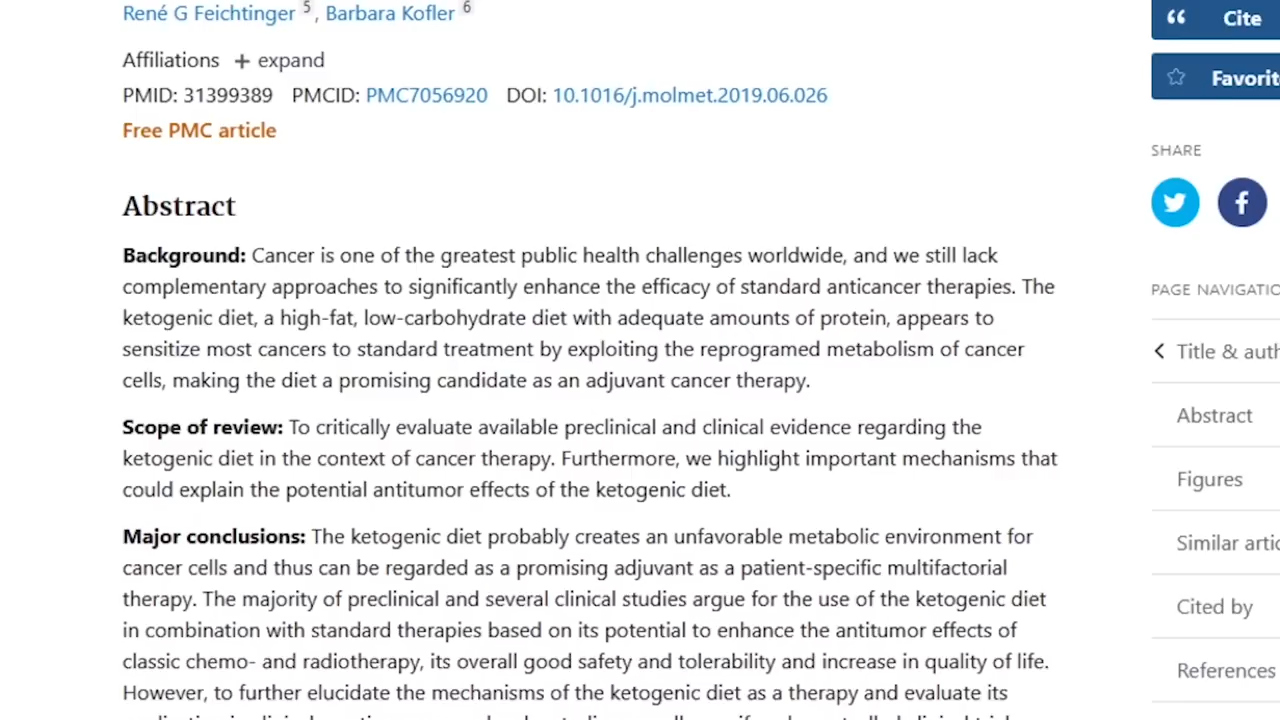 René G Feichtinger 5, Barbara Kofler 6
Affiliations + expand
PMID: 31399389 PMCID: PMC7056920 DOI: 10.1016/j.molmet.2019.06.026
Free PMC article
Abstract
Background: Cancer is one of the greatest public health challenges worldwide, and we still lack
complementary approaches to significantly enhance the efficacy of standard anticancer therapies. The
ketogenic diet, a high-fat, low-carbohydrate diet with adequate amounts of protein, appears to
sensitize most cancers to standard treatment by exploiting the reprogramed metabolism of cancer
cells, making the diet a promising candidate as an adjuvant cancer therapy.
Scope of review: To critically evaluate available preclinical and clinical evidence regarding the
ketogenic diet in the context of cancer therapy. Furthermore, we highlight important mechanisms that
could explain the potential antitumor effects of the ketogenic diet.
Major conclusions: The ketogenic diet probably creates an unfavorable metabolic environment for
cancer cells and thus can be regarded as a promising adjuvant as a patient-specific multifactorial
therapy. The majority of preclinical and several clinical studies argue for the use of the ketogenic diet
in combination with standard therapies based on its potential to enhance the antitumor effects of
classic chemo- and radiotherapy, its overall good safety and tolerability and increase in quality of life.
However, to further elucidate the mechanisms of the ketogenic diet as a therapy and evaluate its
Cite
Favorit
SHARE
PAGE NAVIGATIO
Title & auth
Abstract
Figures
Similar artic
Cited by
References